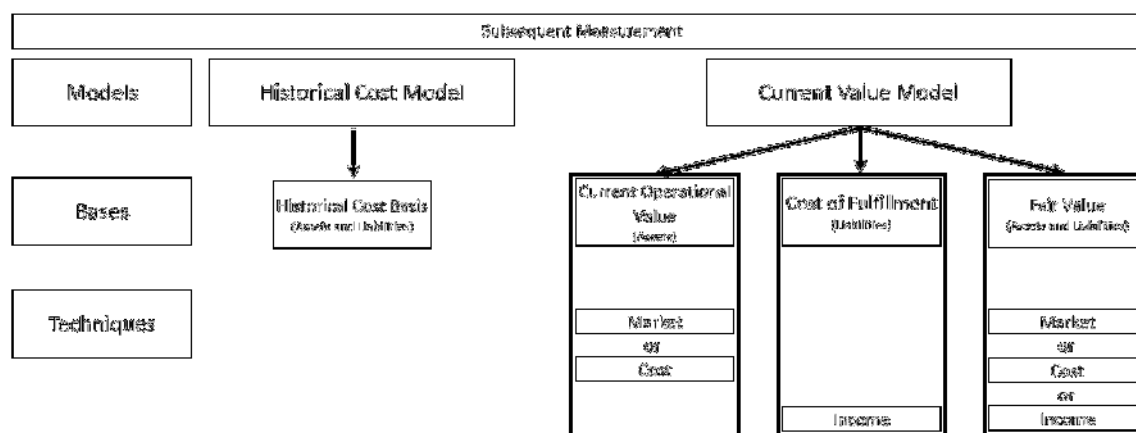 Subsequent Measurement
Models
Historical Cost Model
Current Value Model
Bases
Historical Cost Basis
(Assets and Liabilities)
Current Operational
Value
(Assets)
Cost of Fulfillment
(Liabilities)
Fair Value
(Assets and Liabilities)
Techniques
Market
or
Cost
Income
Market
or
Cost
or
Income